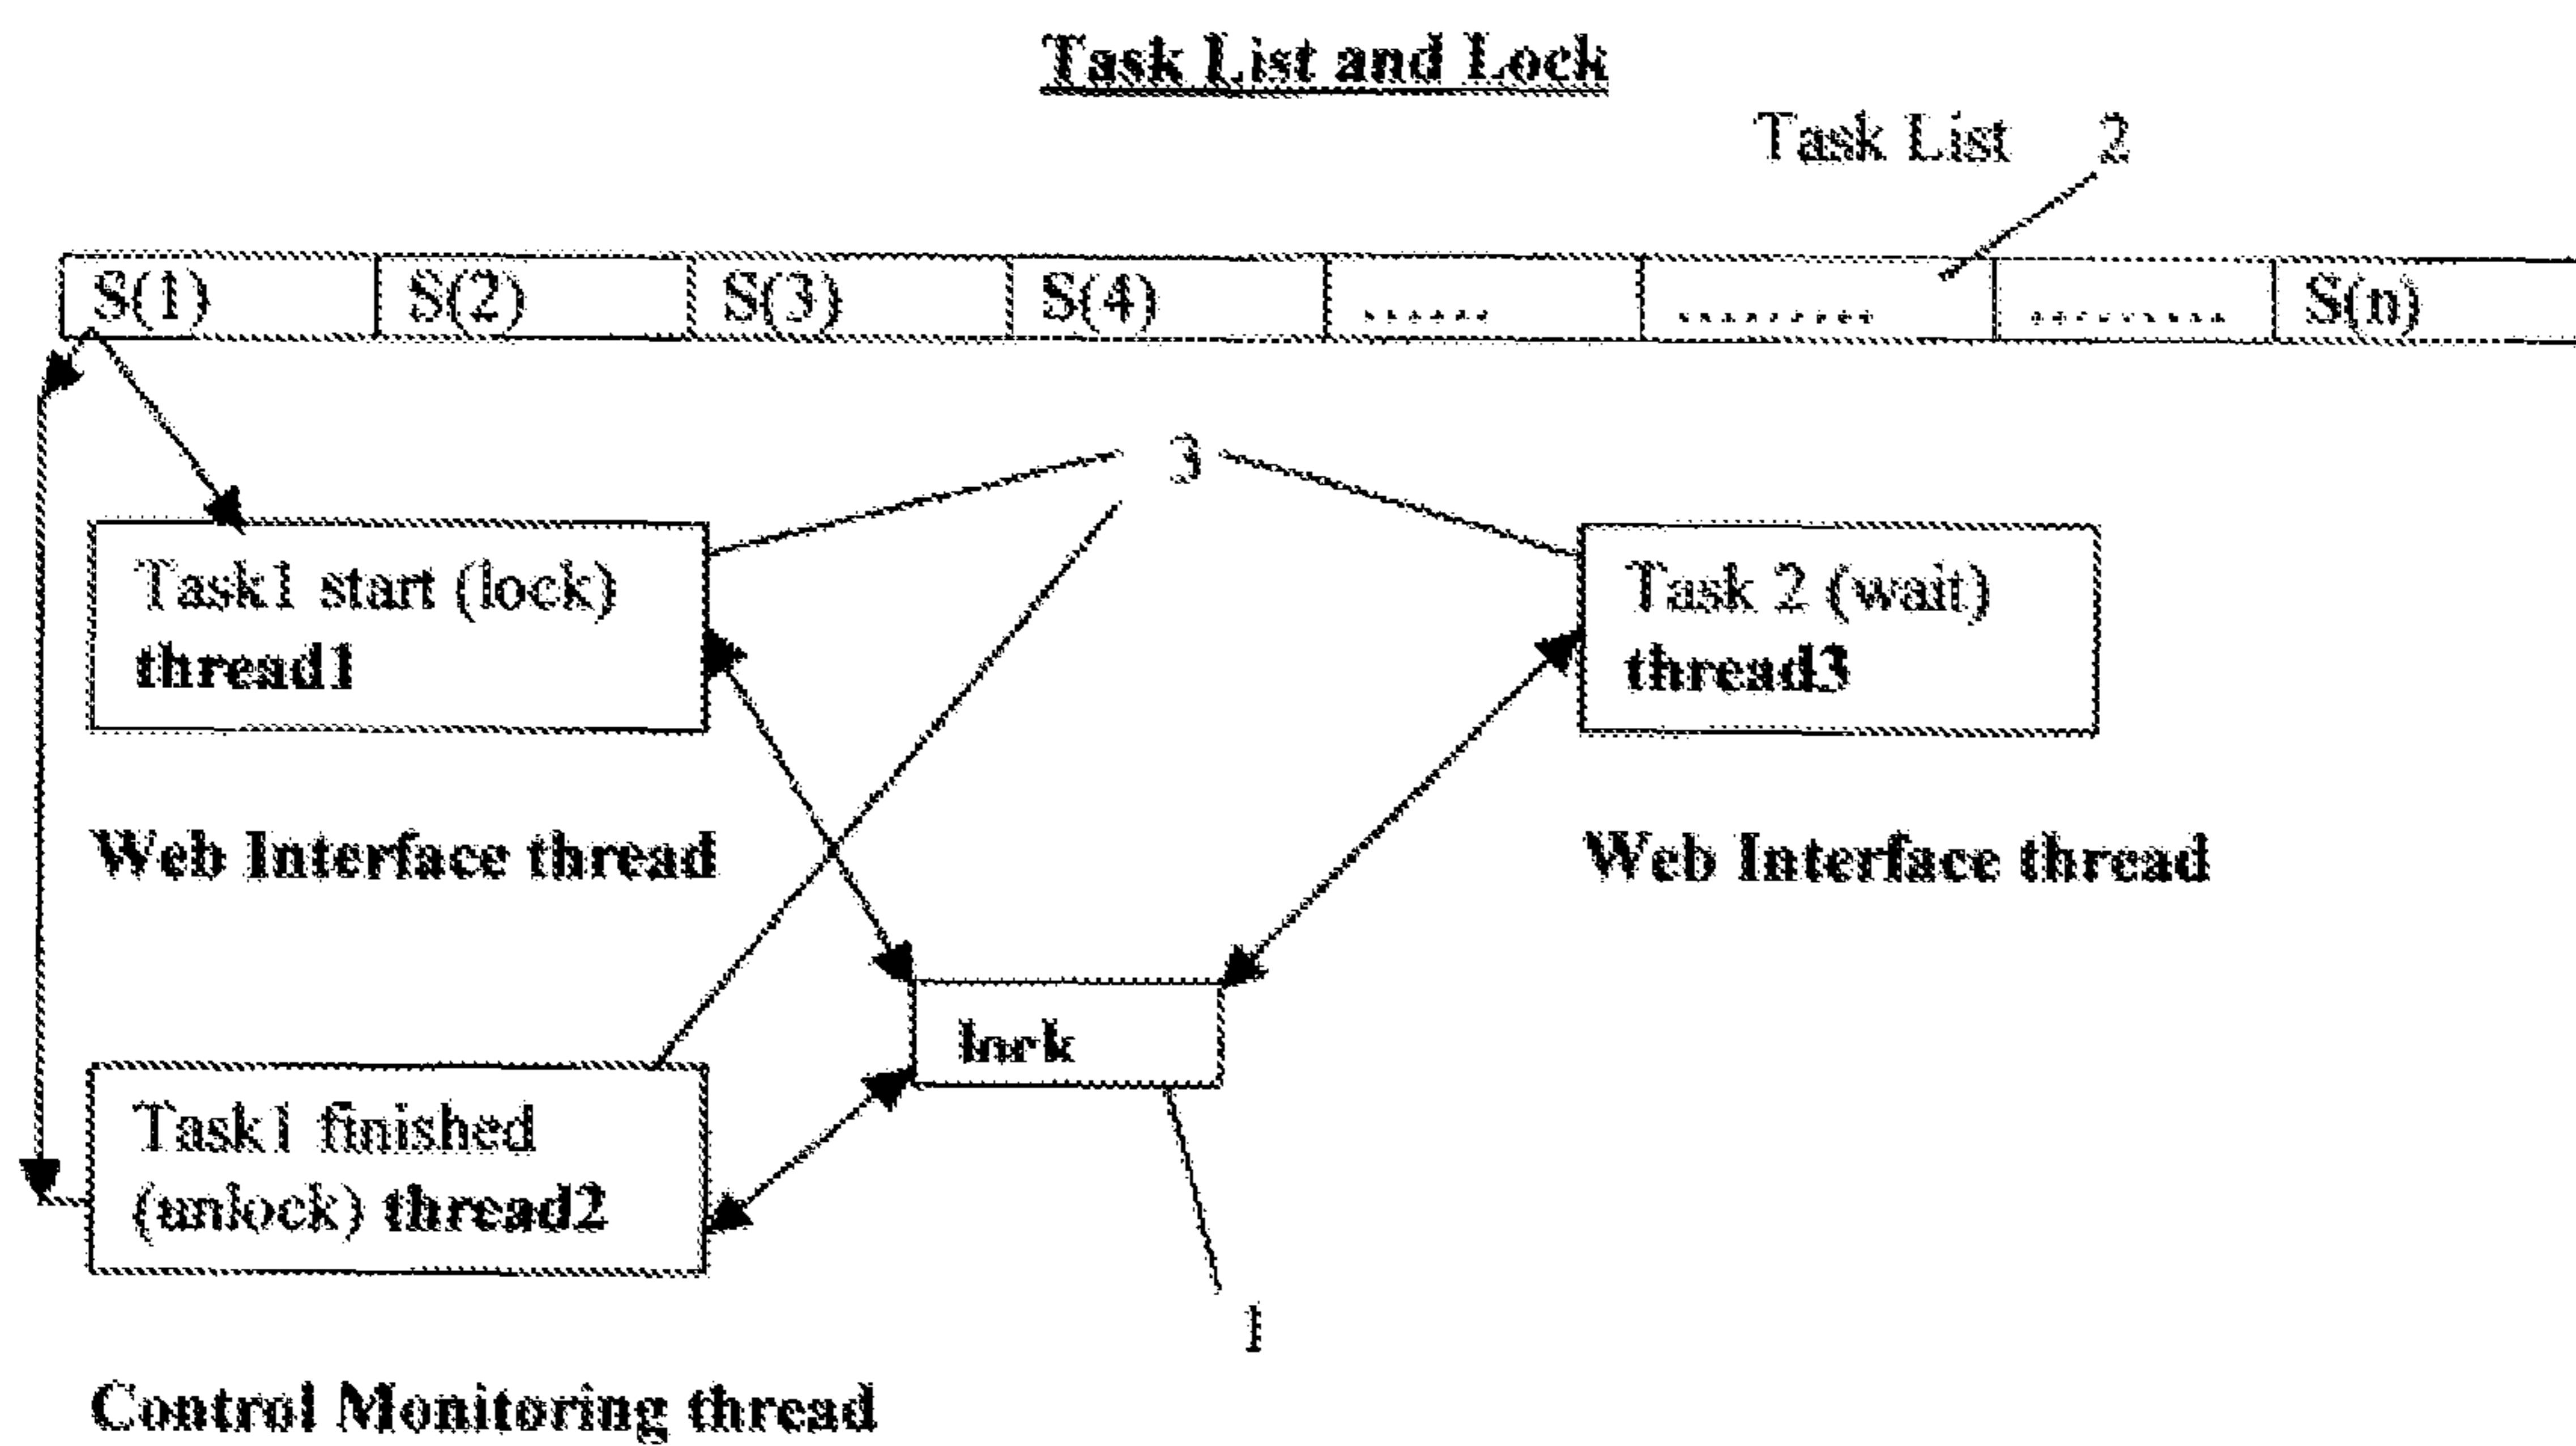 Task List and Lock
Task List 2
S(1) S(2) S(3) S(4) ...... ......... ......... S(n)
3
Task1 start (lock)
thread1
Task 2 (wait)
thread3
Web Interface thread
Web Interface thread
lock
Task1 finished
(unlock) thread2
1
Control Monitoring thread